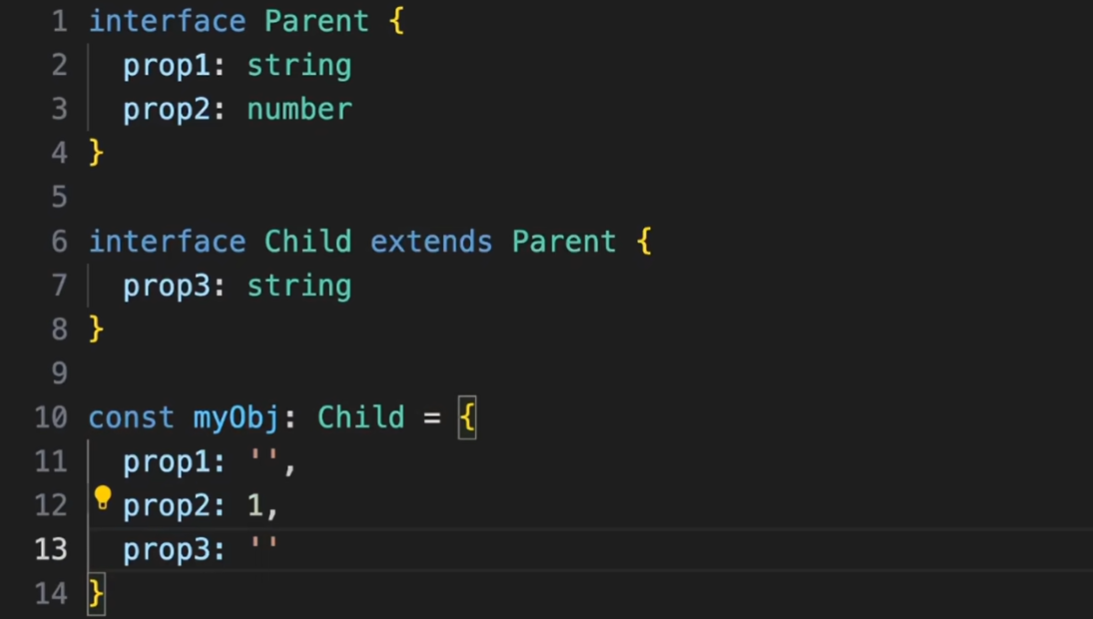 1 interface Parent {
2   prop1: string
3   prop2: number
4 }
5
6 interface Child extends Parent {
7   prop3: string
8 }
9
10 const myObj: Child = {
11   prop1: '',
12   prop2: 1,
13   prop3: ''
14 }